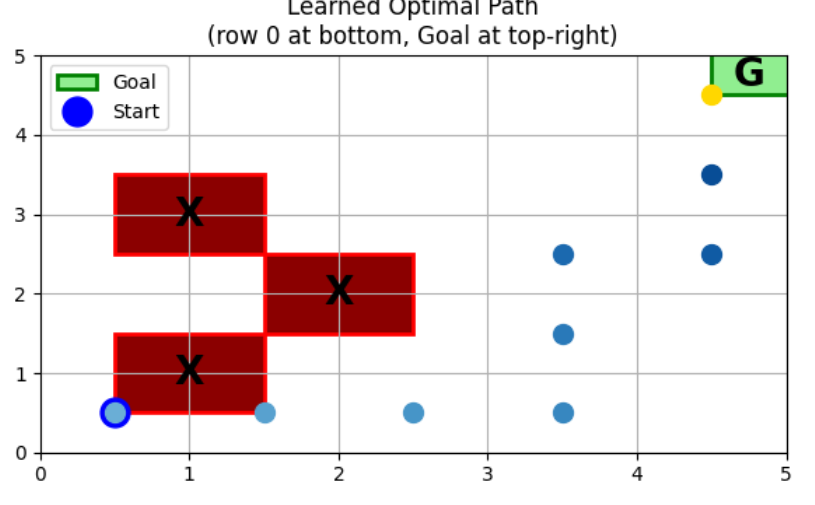 Learned Optimal Path
(row 0 at bottom, Goal at top-right)
5
G
Goal
Start
4
3
X
2
X
1
X
0
0 1 2 3 4 5